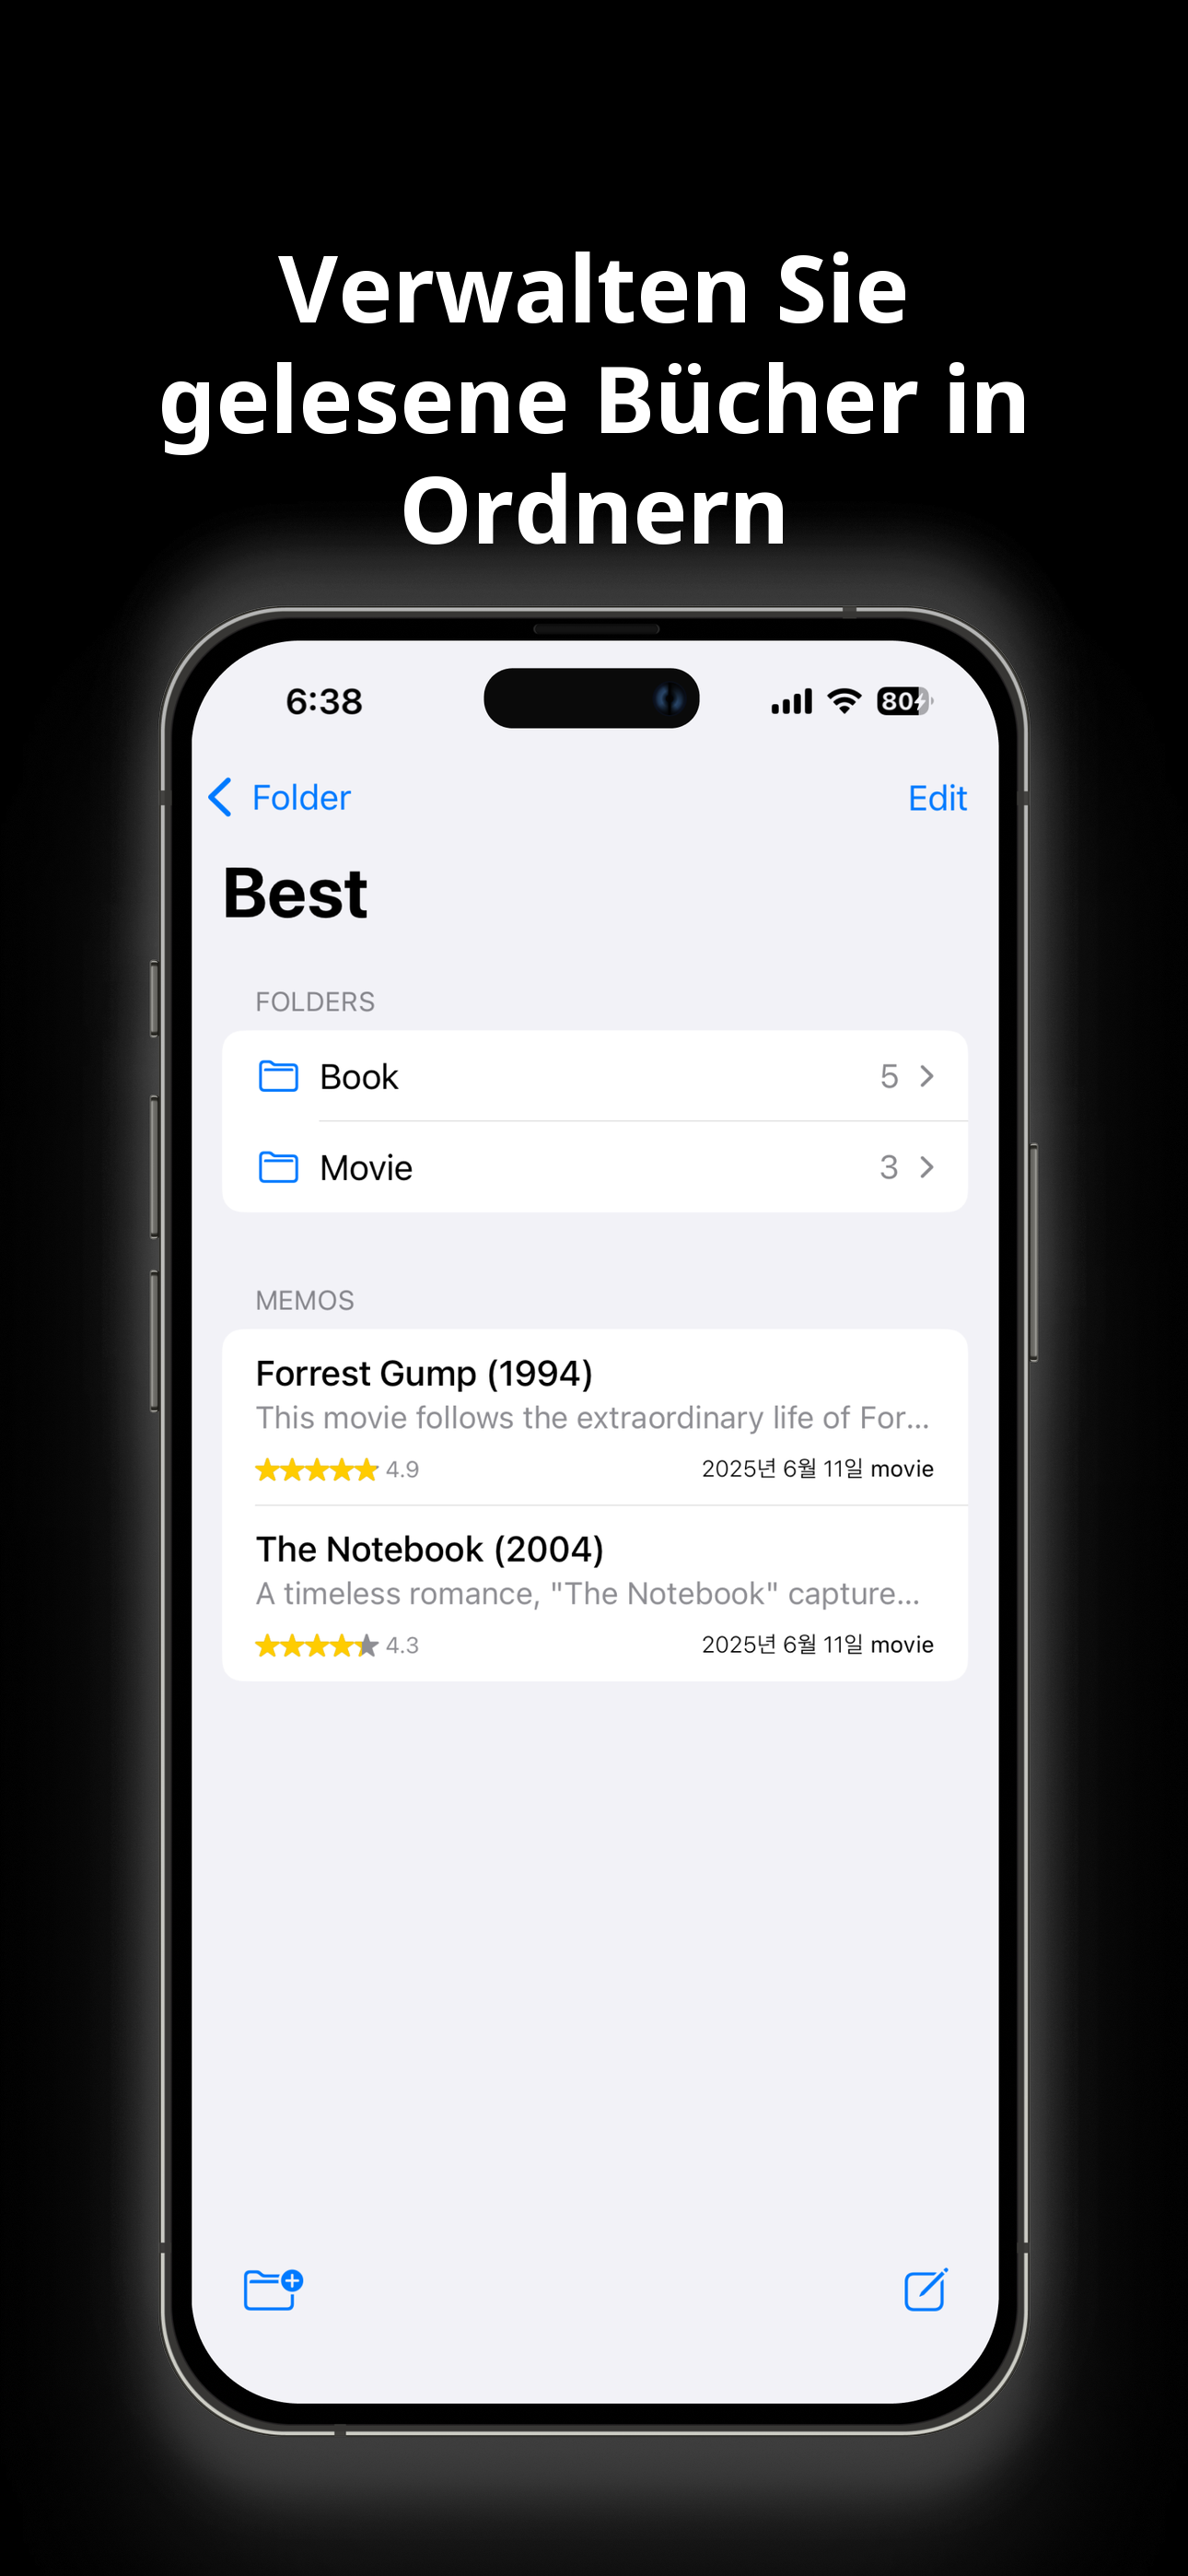 Verwalten Sie
gelesene Bücher in
Ordnern
6:38
80
Folder
Edit
Best
FOLDERS
Book 5
Movie 3
MEMOS
Forrest Gump (1994)
This movie follows the extraordinary life of For...
4.9 2025년 6월 11일 movie
The Notebook (2004)
A timeless romance, "The Notebook" capture...
4.3 2025년 6월 11일 movie